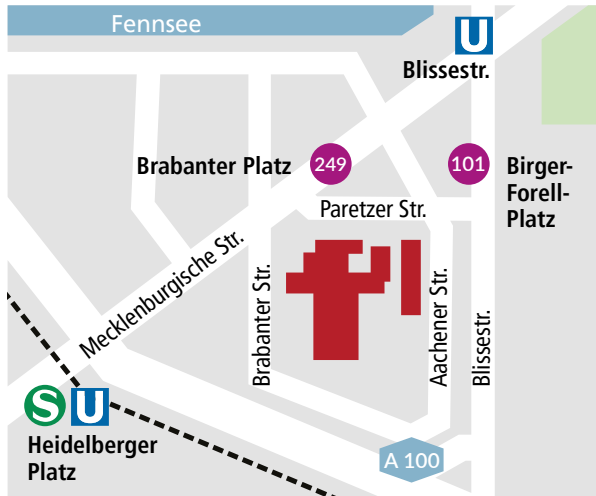 Fennsee
U
Blissestr.
Brabanter Platz
249
101
Birger-
Forell-
Platz
Paretzer Str.
Mecklenburgische Str.
Brabanter Str.
Aachener Str.
Blissestr.
S
U
Heidelberger
Platz
A 100